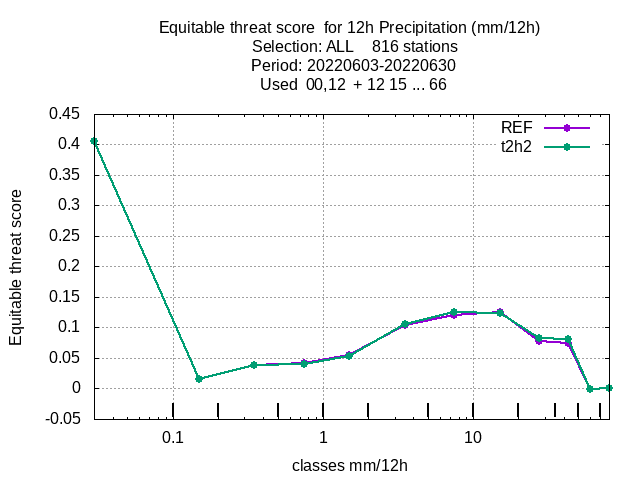 Equitable threat score  for 12h Precipitation (mm/12h)
Selection: ALL    816 stations
Period: 20220603-20220630
Used  00,12  + 12 15 ... 66
REF
t2h2
0.45
0.4
0.35
0.3
0.25
0.2
0.15
0.1
0.05
0
-0.05
Equitable threat score
0.1 1 10
classes mm/12h